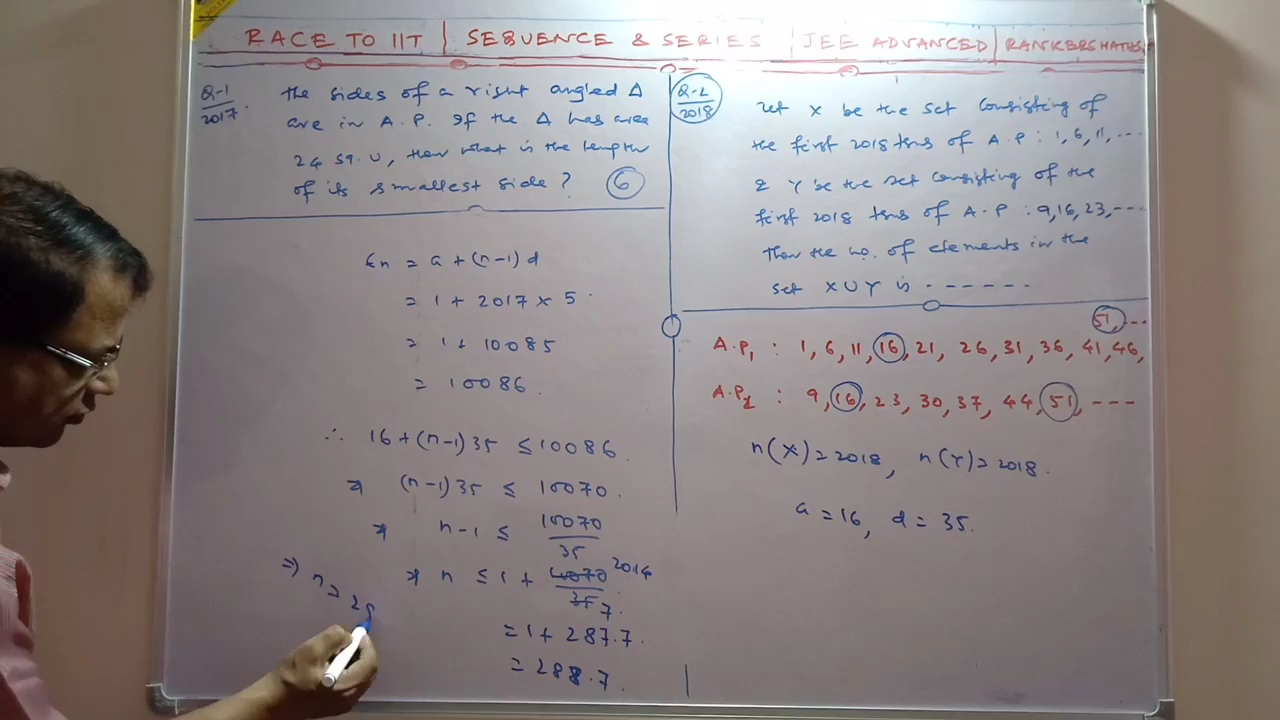 RACE TO IIT | SEQUENCE & SERIES | JEE ADVANCED | RANKERS MATHS
Q-1
2017
The sides of a right angled Δ
are in A.P. If the Δ has area
24 sq. U, then what is the length
of its smallest side? 6
Q-2
2018
Let X be the set consisting of
the first 2018 tms of A.P : 1, 6, 11, ...
& Y be the set consisting of the
first 2018 tms of A.P : 9, 16, 23, ---
Then the no. of elements in the
set X∪Y is ------
51, ...
A.P₁ : 1, 6, 11, 16, 21, 26, 31, 36, 41, 46,
A.P₂ : 9, 16, 23, 30, 37, 44, 51, ---
n(X) = 2018, n(Y) = 2018.
a = 16, d = 35.
tn = a + (n-1) d
= 1 + 2017 × 5
= 1 + 10085
= 10086
∴ 16 + (n-1) 35 ≤ 10086
⇒ (n-1) 35 ≤ 10070.
⇒ n-1 ≤ 10070/35
⇒ n ≤ 1 + 10070/35 2014/7
= 1 + 287.7
= 288.7
⇒ n = 28